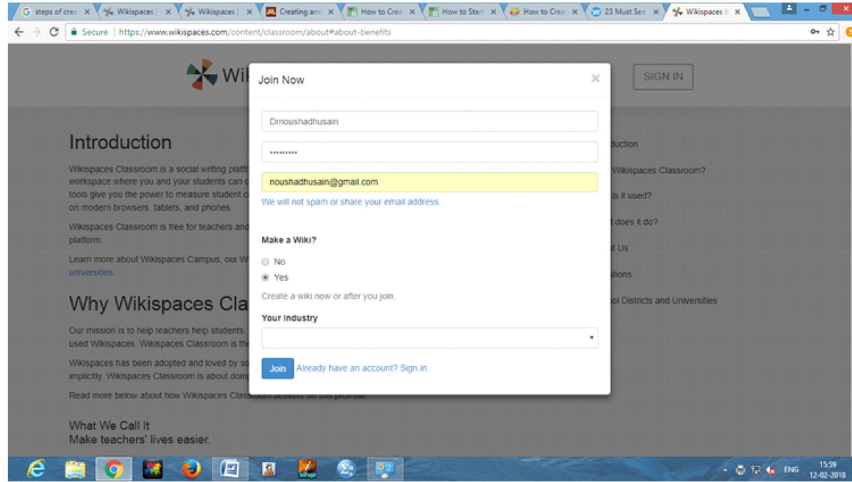 steps of crea
Wikispaces |
Wikispaces |
Creating and
How to Crea
How to Start
How to Crea
23 Must See
Wikispaces
Secure | https://www.wikispaces.com/content/classroom/about#about-benefits
Wil
SIGN IN
Join Now
Drnoushadhusain
noushadhusain@gmail.com
We will not spam or share your email address.
Make a Wiki?
No
Yes
Create a wiki now or after you join.
Your Industry
Join Already have an account? Sign in.
Introduction
Wikispaces Classroom is a social writing platfo
workspace where you and your students can c
tools give you the power to measure student c
on modern browsers, tablets, and phones.
Wikispaces Classroom is free for teachers and
platform.
Learn more about Wikispaces Campus, our W
universities.
Why Wikispaces Cla
Our mission is to help teachers help students.
used Wikispaces. Wikispaces Classroom is the
Wikispaces has been adopted and loved by so
implicitly. Wikispaces Classroom is about doing
Read more below about how Wikispaces Classroom delivers on this promise.
What We Call It
Make teachers' lives easier.
duction
Wikispaces Classroom?
is it used?
t does it do?
t Us
stions
ol Districts and Universities
ENG
15:59
12-02-2018